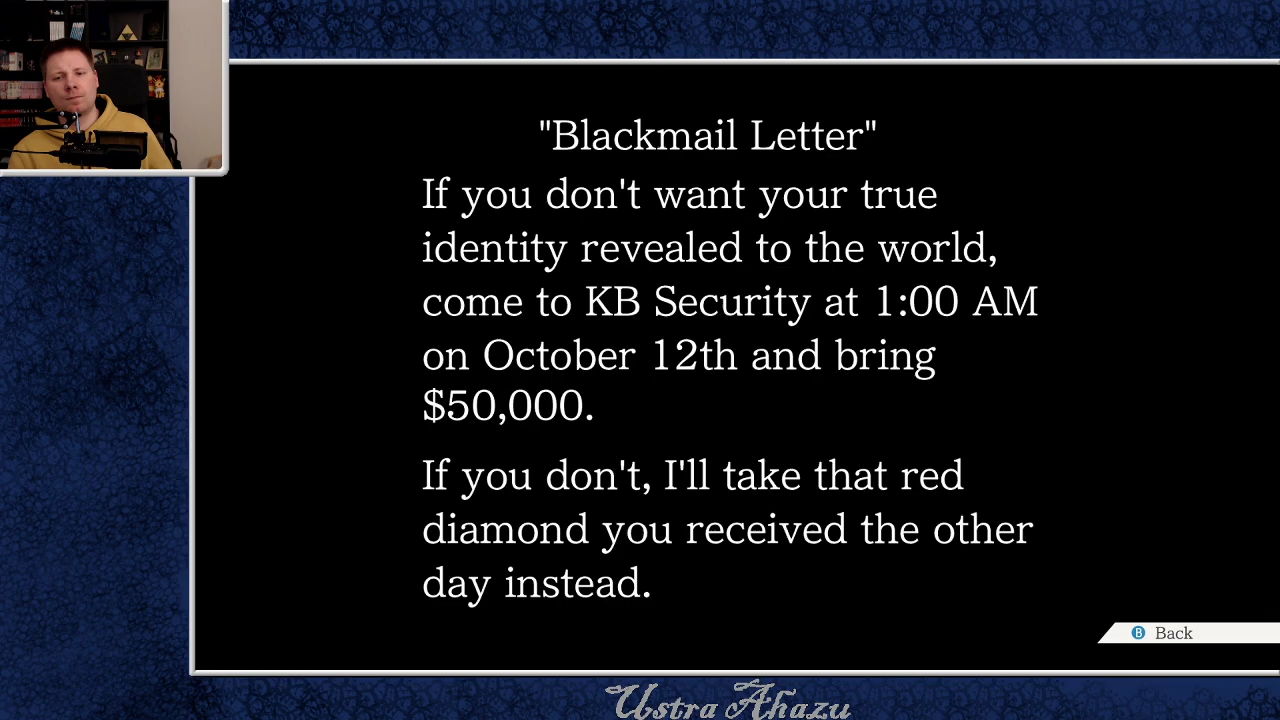 "Blackmail Letter"
If you don't want your true
identity revealed to the world,
come to KB Security at 1:00 AM
on October 12th and bring
$50,000.
If you don't, I'll take that red
diamond you received the other
day instead.
B Back
Ustra Ahazu